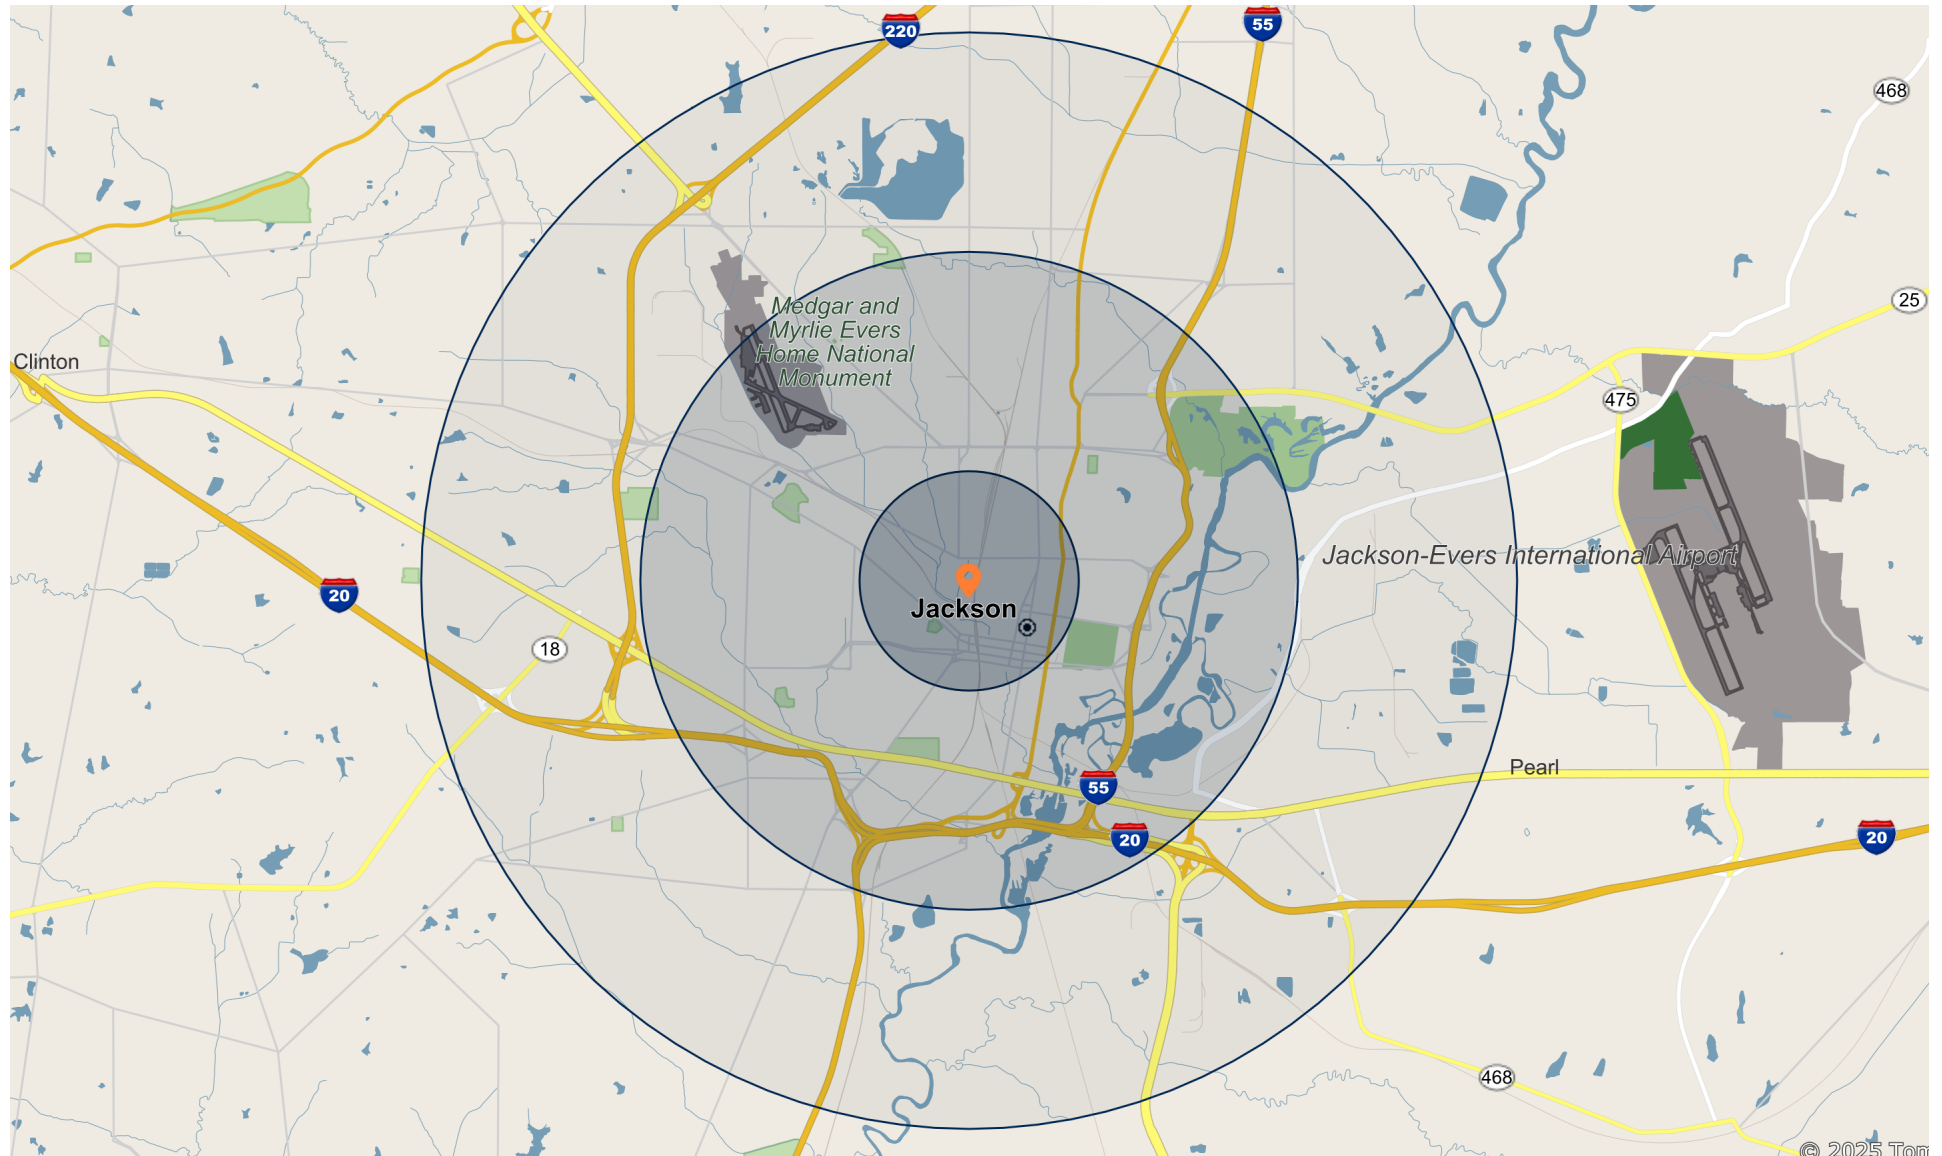 220
55
468
Medgar and
Myrlie Evers
Home National
Monument
25
Clinton
475
Jackson-Evers International Airport
20
Jackson
18
Pearl
55
20
20
468
© 2025 Tom